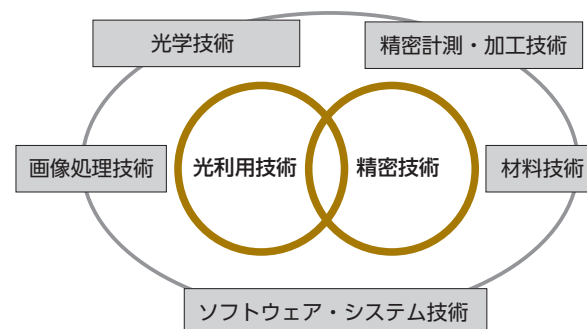 光学技術
精密計測・加工技術
画像処理技術
光利用技術
精密技術
材料技術
ソフトウェア・システム技術